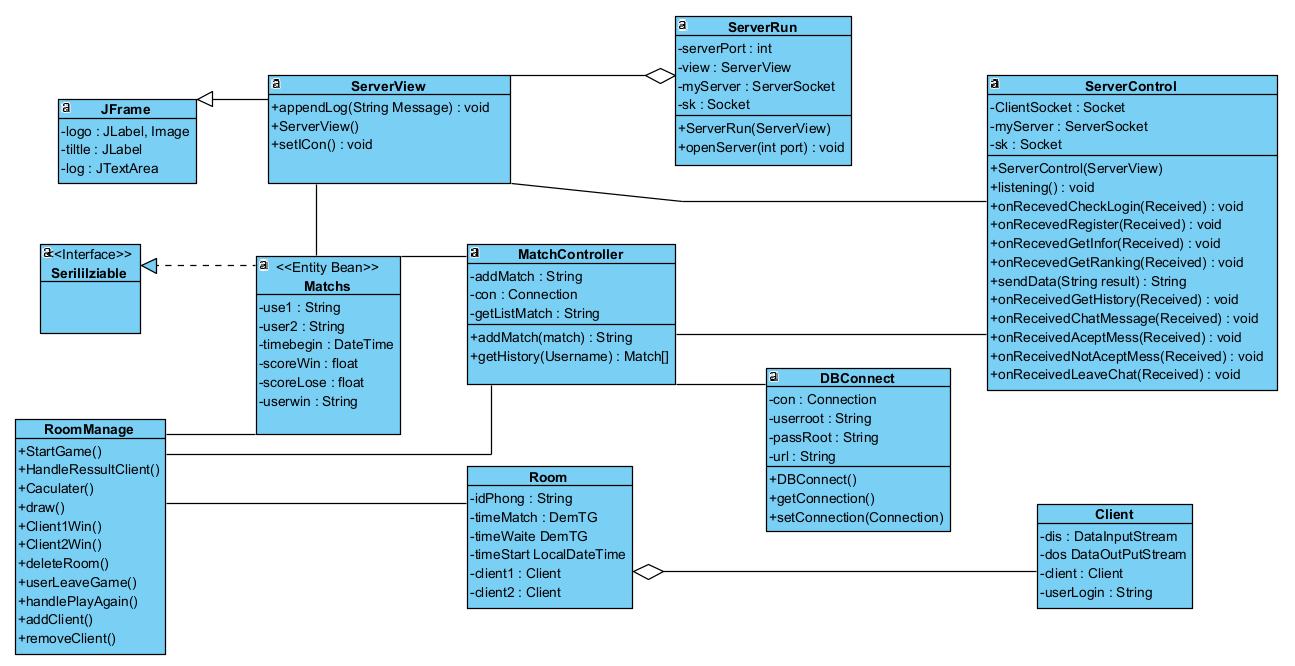 ServerRun
-serverPort : int
-view : ServerView
-myServer : ServerSocket
-sk : Socket
+ServerRun(ServerView)
+openServer(int port) : void
ServerView
+appendLog(String Message) : void
+ServerView()
+setICon() : void
JFrame
-logo : JLabel, Image
-tiltle : JLabel
-log : JTextArea
ServerControl
-ClientSocket : Socket
-myServer : ServerSocket
-sk : Socket
+ServerControl(ServerView)
+listening() : void
+onRecevedCheckLogin(Received) : void
+onRecevedRegister(Received) : void
+onRecevedGetInfor(Received) : void
+onRecevedGetRanking(Received) : void
+sendData(String result) : String
+onReceivedGetHistory(Received) : void
+onReceivedChatMessage(Received) : void
+onReceivedAceptMess(Received) : void
+onReceivedNotAceptMess(Received) : void
+onReceivedLeaveChat(Received) : void
<<Interface>>
Serililziable
<<Entity Bean>>
Matchs
-use1 : String
-user2 : String
-timebegin : DateTime
-scoreWin : float
-scoreLose : float
-userwin : String
MatchController
-addMatch : String
-con : Connection
-getListMatch : String
+addMatch(match) : String
+getHistory(Username) : Match[]
DBConnect
-con : Connection
-userroot : String
-passRoot : String
-url : String
+DBConnect()
+getConnection()
+setConnection(Connection)
RoomManage
+StartGame()
+HandleRessultClient()
+Caculater()
+draw()
+Client1Win()
+Client2Win()
+deleteRoom()
+userLeaveGame()
+handlePlayAgain()
+addClient()
+removeClient()
Room
-idPhong : String
-timeMatch : DemTG
-timeWaite DemTG
-timeStart LocalDateTime
-client1 : Client
-client2 : Client
Client
-dis : DataInputStream
-dos DataOutPutStream
-client : Client
-userLogin : String